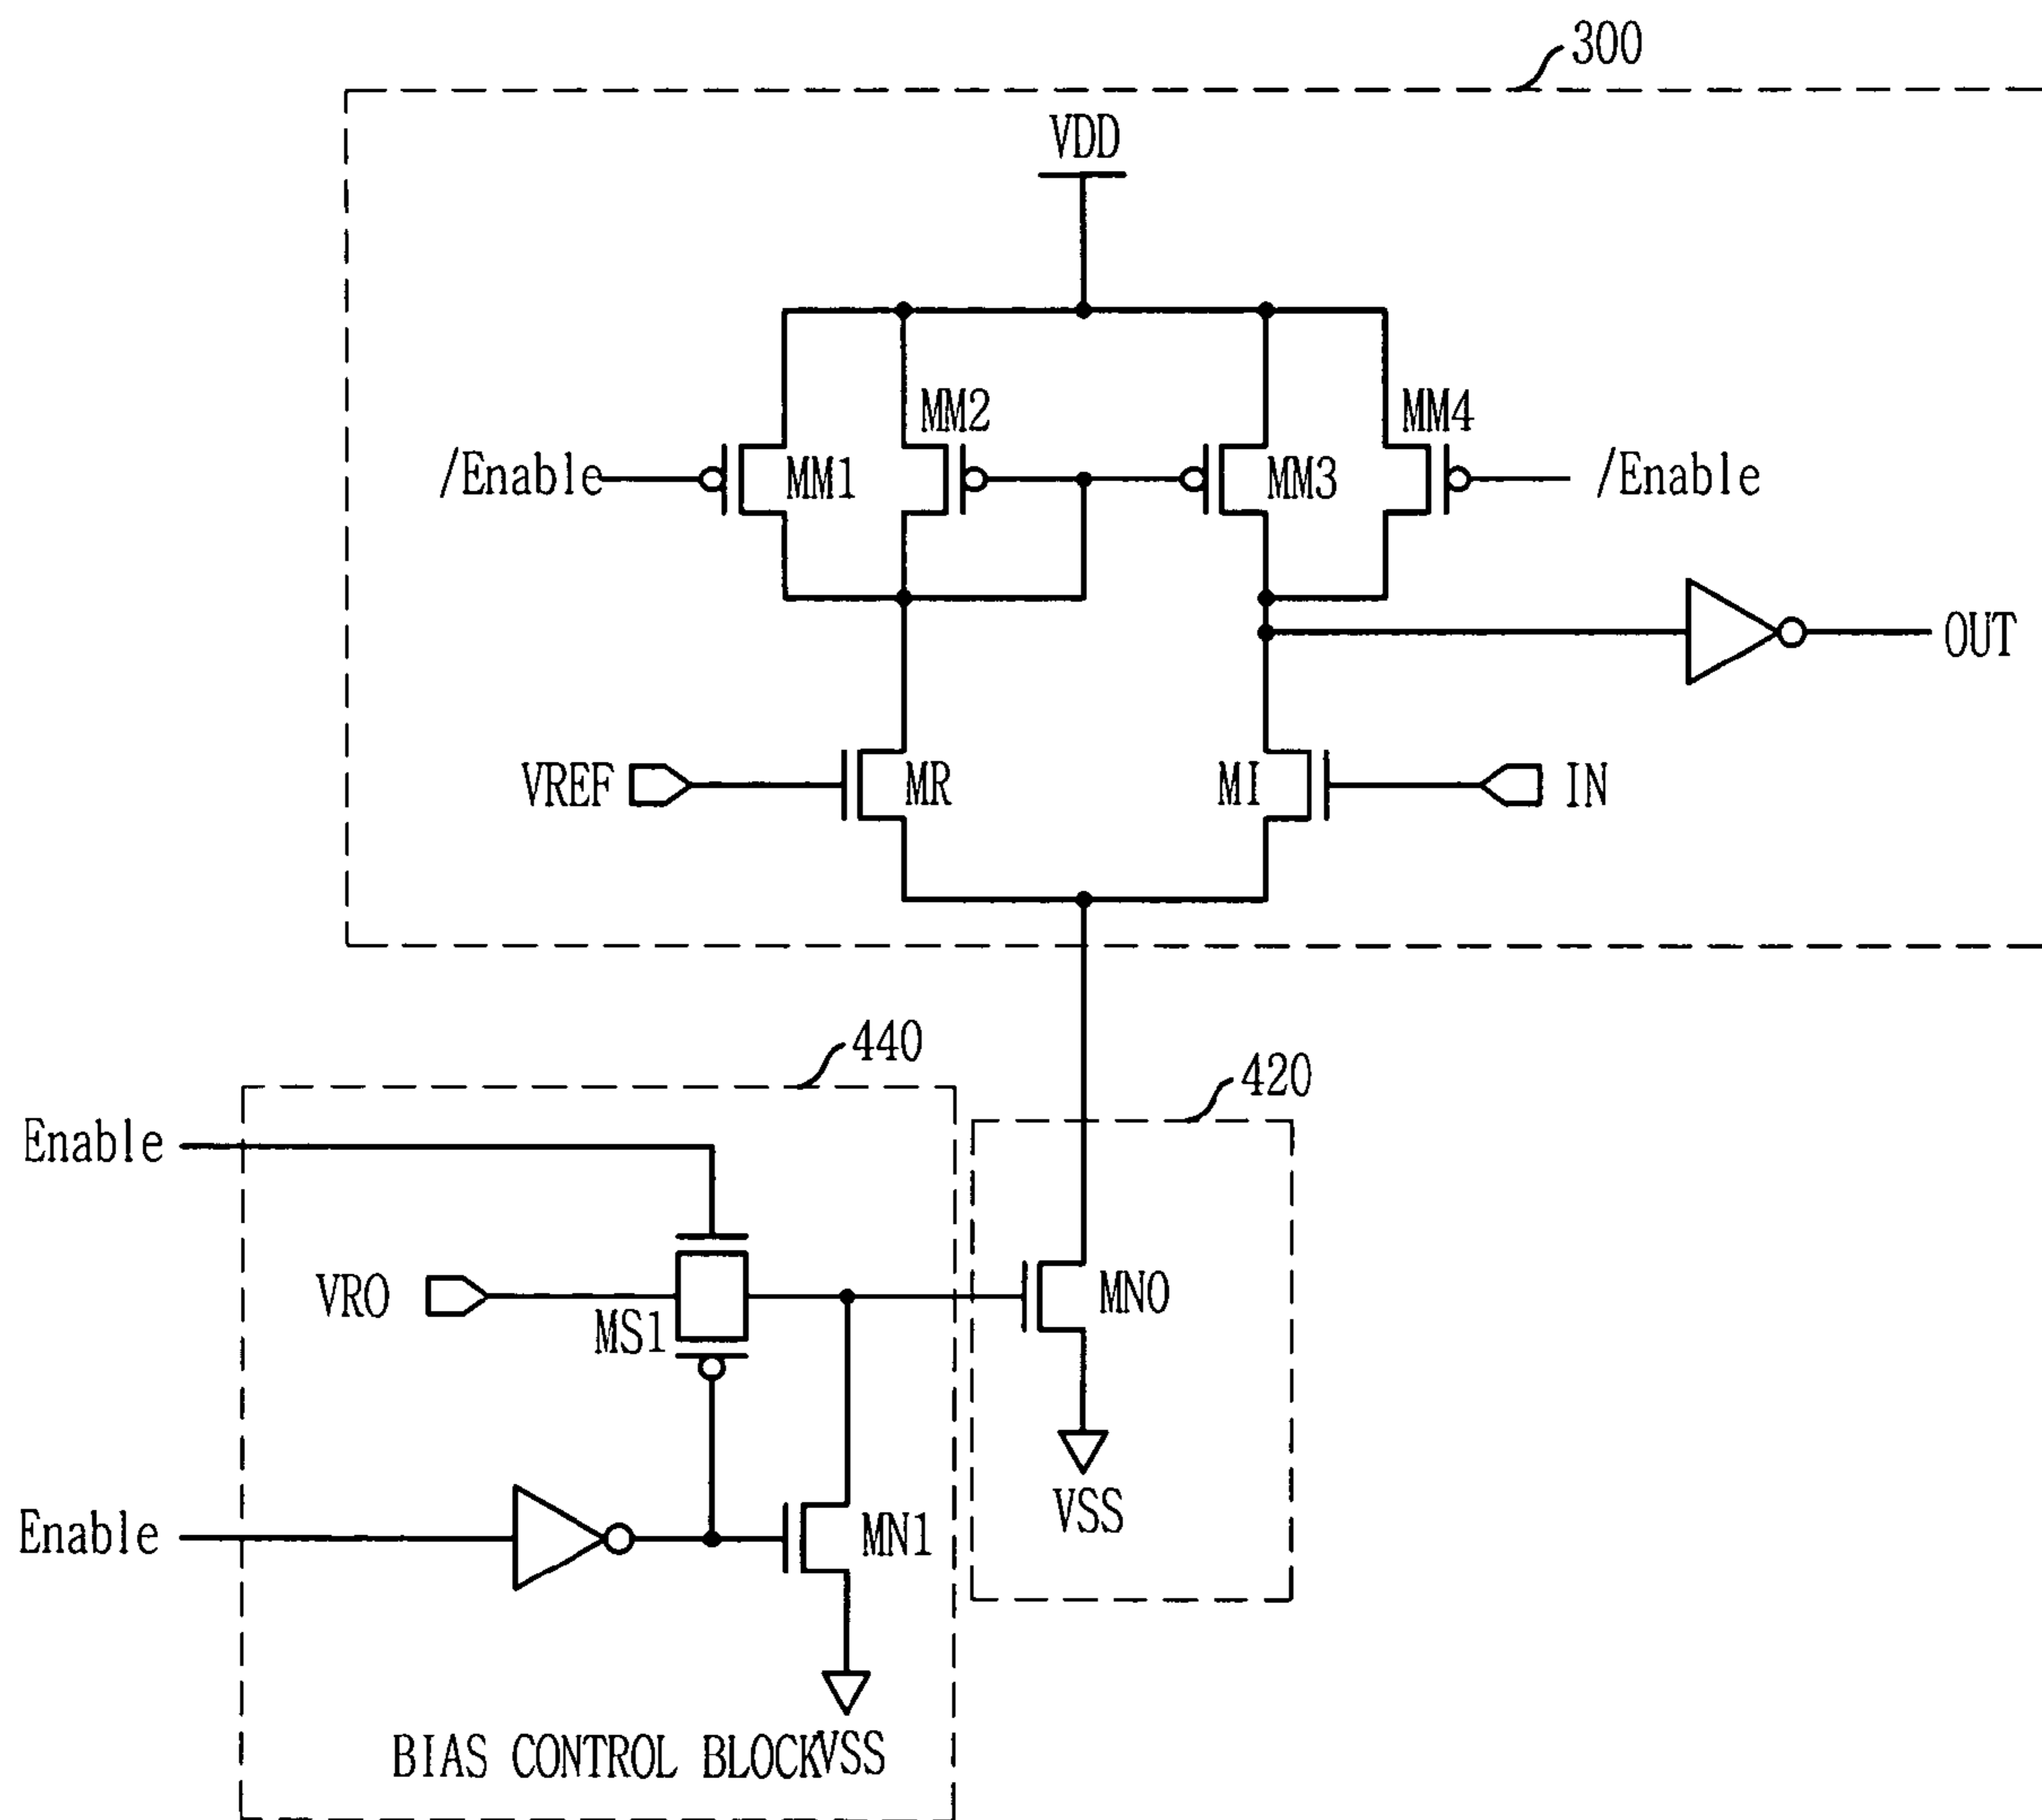 300
VDD
MM2
MM4
/Enable
MM1
MM3
/Enable
OUT
VREF
MR
MI
IN
440
420
Enable
VRO
MS1
MNO
VSS
Enable
MN1
BIAS CONTROL BLOCK
VSS